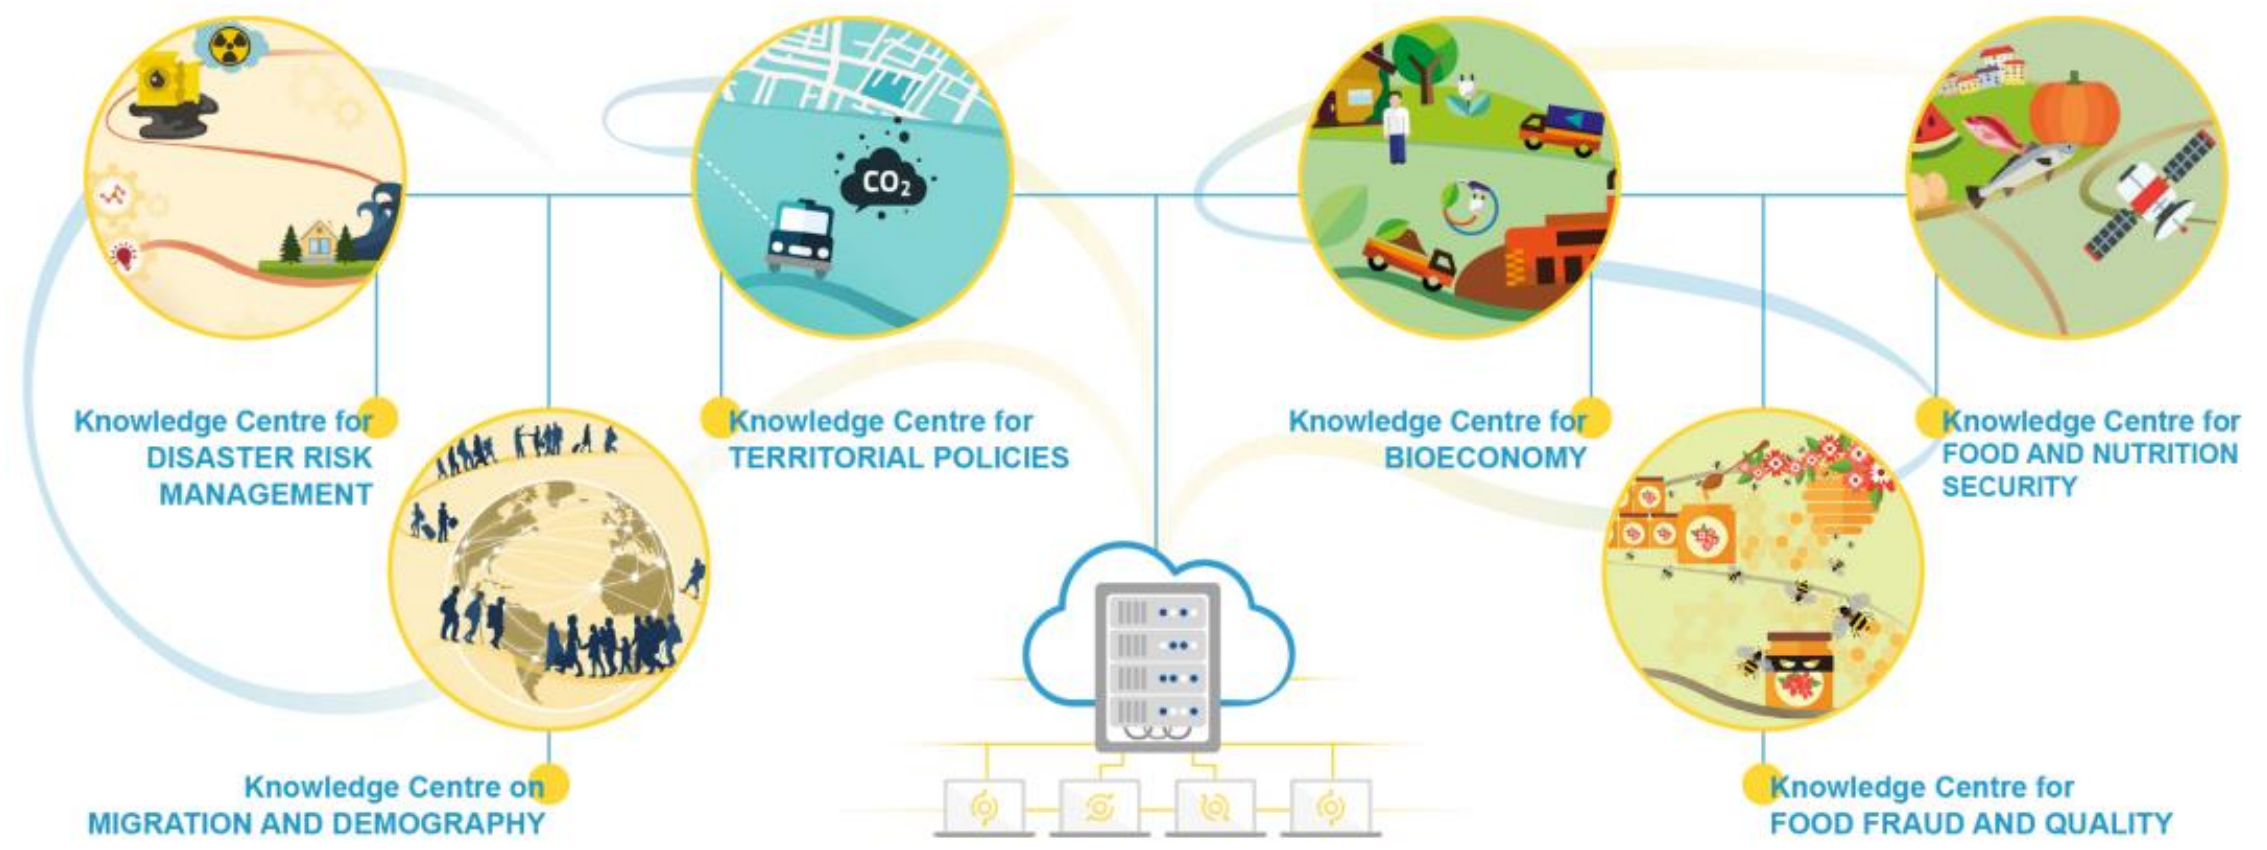 CO2
Knowledge Centre for
DISASTER RISK
MANAGEMENT
Knowledge Centre for
TERRITORIAL POLICIES
Knowledge Centre for
BIOECONOMY
Knowledge Centre for
FOOD AND NUTRITION
SECURITY
Knowledge Centre on
MIGRATION AND DEMOGRAPHY
Knowledge Centre for
FOOD FRAUD AND QUALITY